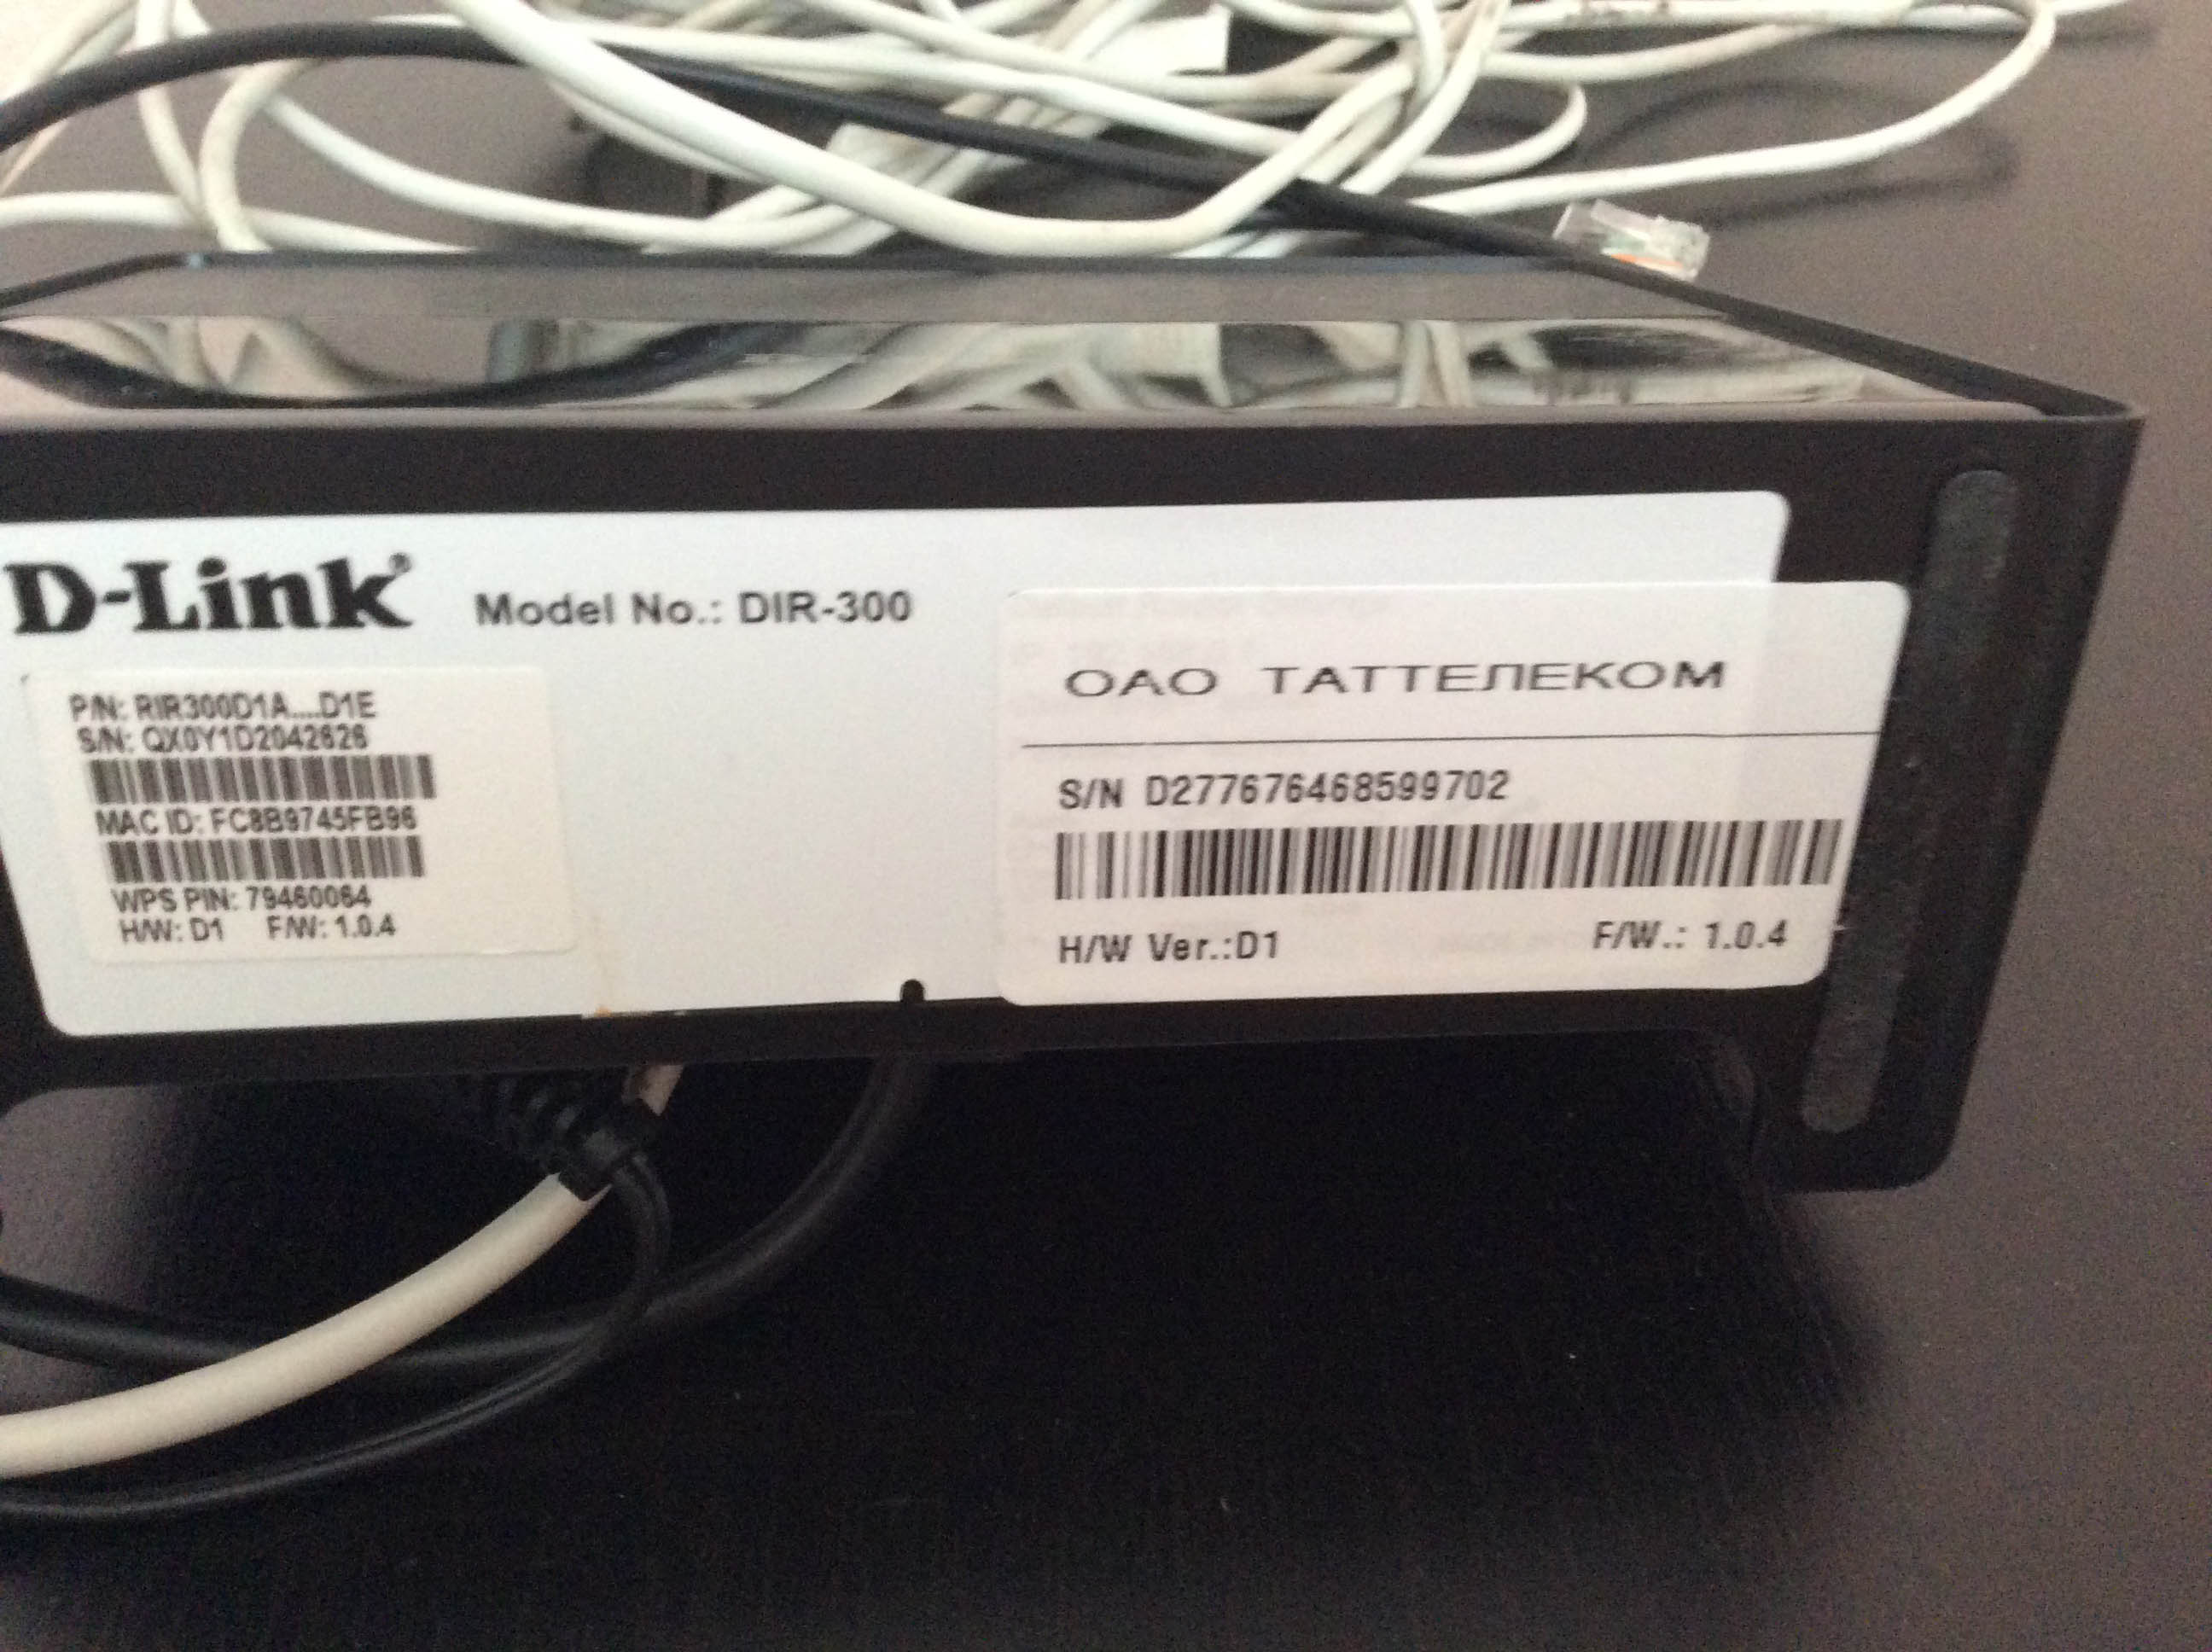 D-Link®
Model No.: DIR-300
P/N: RIR300D1A....D1E
S/N: QX0Y1D2042626
MAC ID: FC8B9745FB96
WPS PIN: 79460064
H/W: D1 F/W: 1.0.4
ОАО ТАТТЕЛЕКОМ
S/N D277676468599702
H/W Ver.:D1 F/W.: 1.0.4